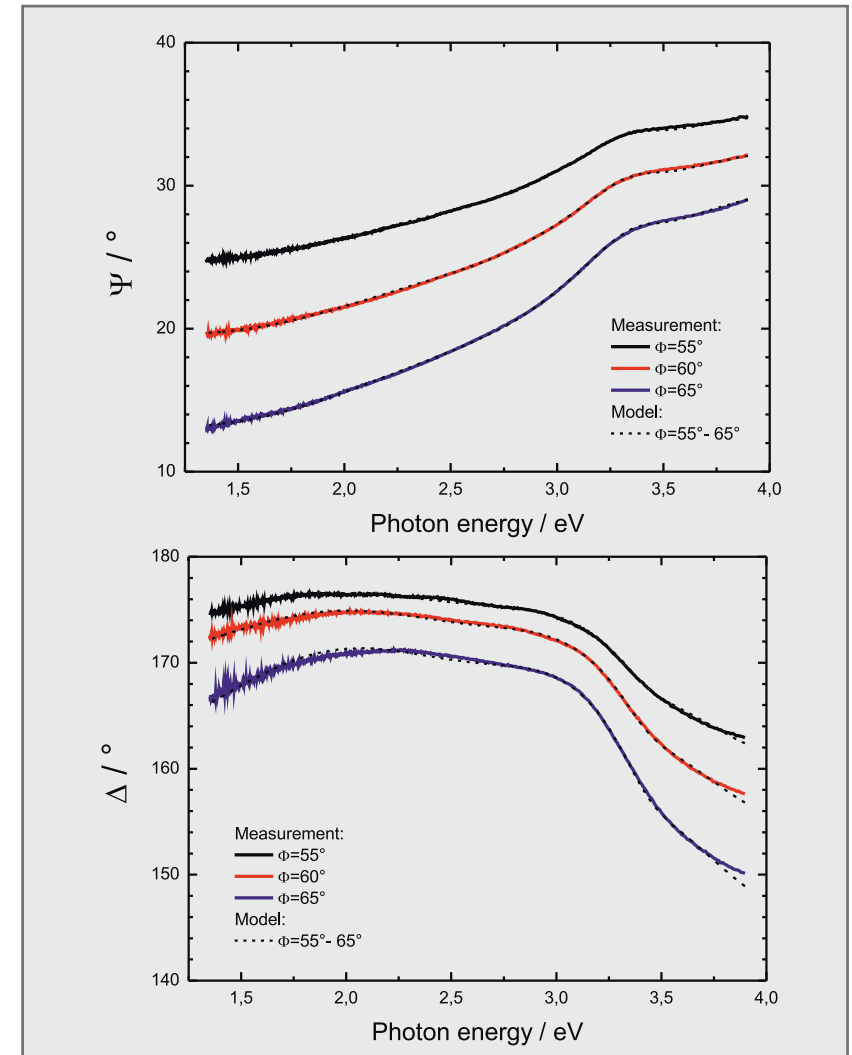 40
30
20
10
Ψ / °
1,5 2,0 2,5 3,0 3,5 4,0
Photon energy / eV
Measurement:
Φ=55°
Φ=60°
Φ=65°
Model:
Φ=55°- 65°
180
170
160
150
140
Δ / °
Measurement:
Φ=55°
Φ=60°
Φ=65°
Model:
Φ=55°- 65°
1,5 2,0 2,5 3,0 3,5 4,0
Photon energy / eV